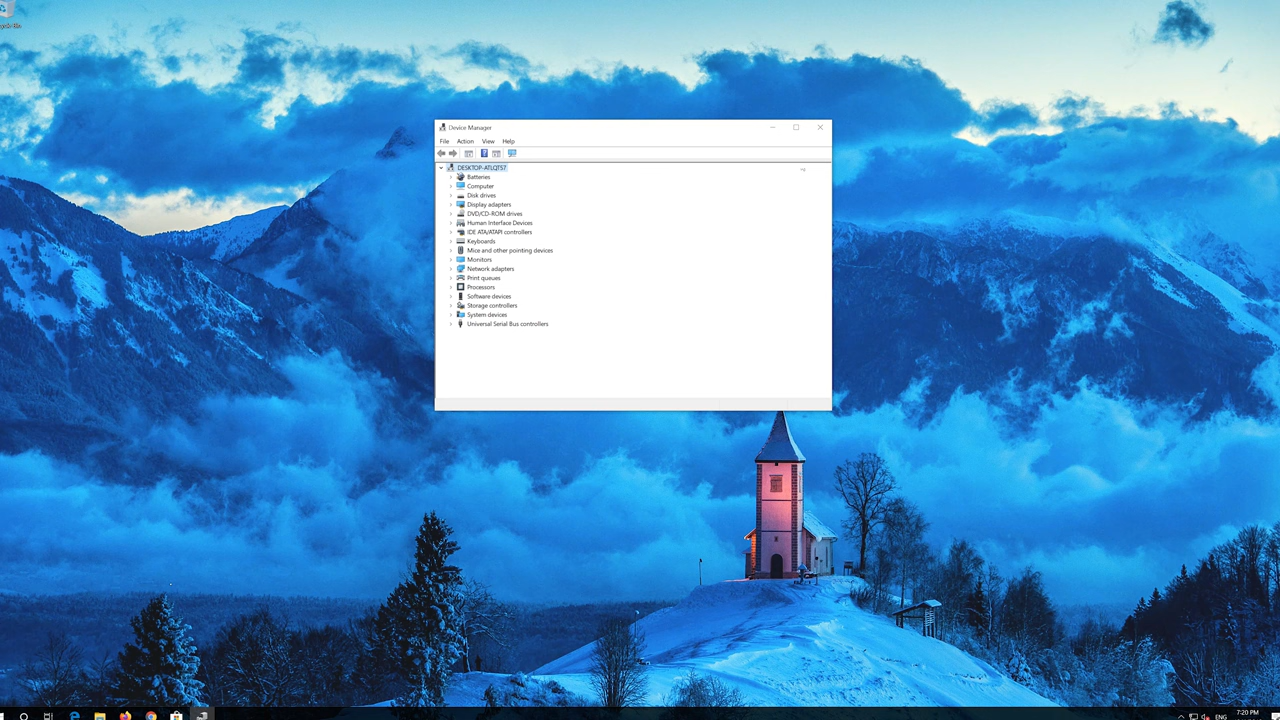 Device Manager
File Action View Help
DESKTOP-ATLQTS7
Batteries
Computer
Disk drives
Display adapters
DVD/CD-ROM drives
Human Interface Devices
IDE ATA/ATAPI controllers
Keyboards
Mice and other pointing devices
Monitors
Network adapters
Print queues
Processors
Software devices
Storage controllers
System devices
Universal Serial Bus controllers
ENG
7:20 PM